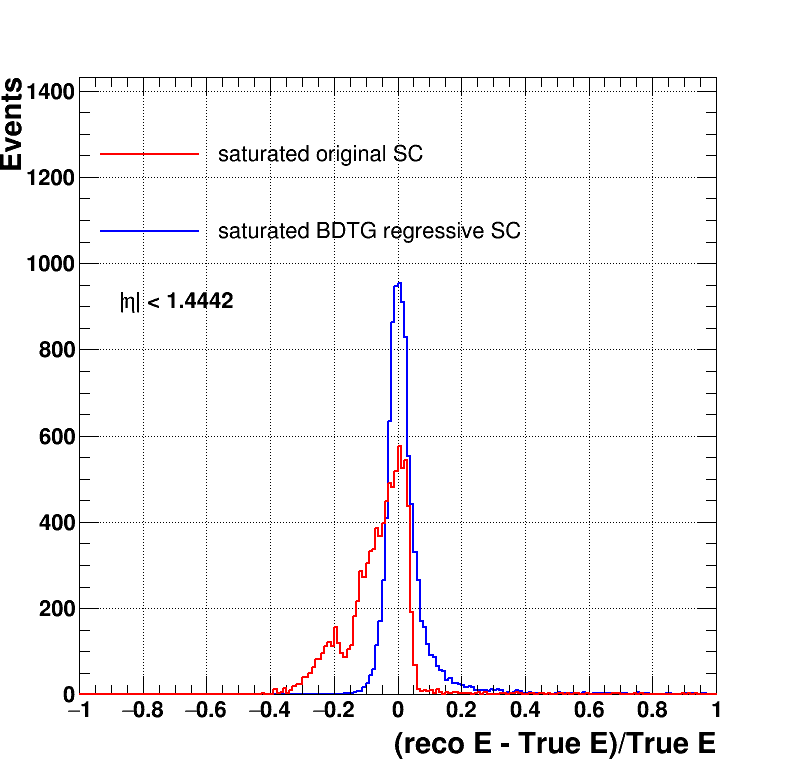 Events
1400
1200
1000
800
600
400
200
0
saturated original SC
saturated BDTG regressive SC
|η| < 1.4442
−1 −0.8 −0.6 −0.4 −0.2 0 0.2 0.4 0.6 0.8 1
(reco E - True E)/True E